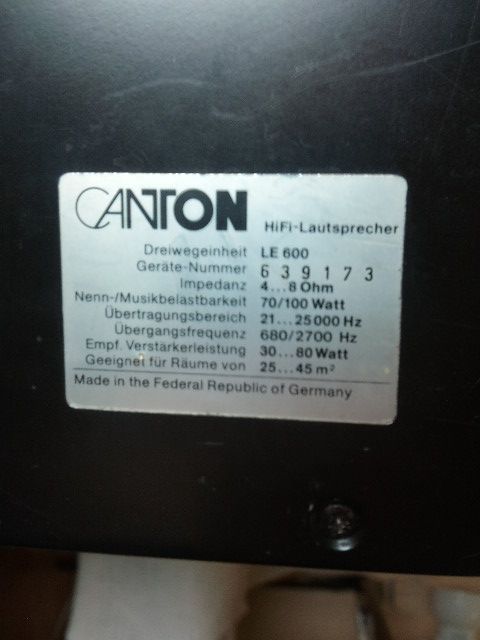 CANTON HiFi-Lautsprecher
Dreiwegeinheit LE 600
Geräte-Nummer 639173
Impedanz 4...8 Ohm
Nenn-/Musikbelastbarkeit 70/100 Watt
Übertragungsbereich 21...25000 Hz
Übergangsfrequenz 680/2700 Hz
Empf. Verstärkerleistung 30...80 Watt
Geeignet für Räume von 25...45 m²
Made in the Federal Republic of Germany